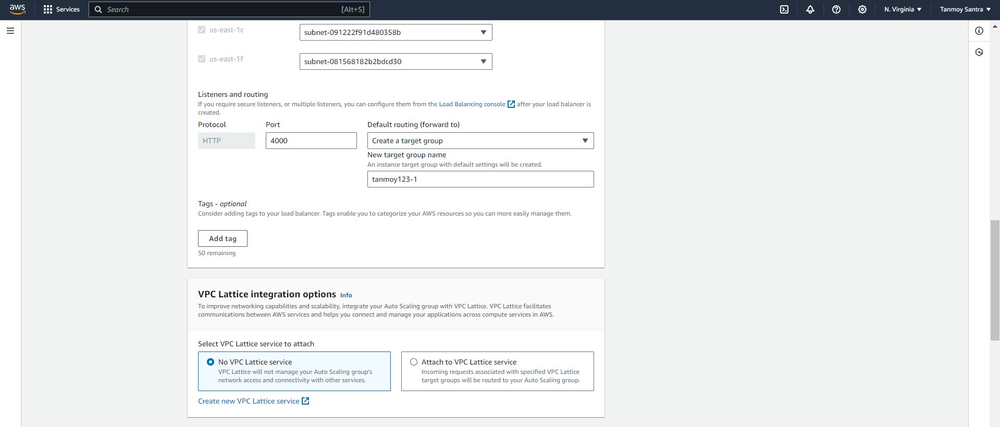 aws
Services
Search
[Alt+S]
N. Virginia
Tanmoy Santra
us-east-1c
subnet-091222f91d480358b
us-east-1f
subnet-081568182b2bdcd30
Listeners and routing
If you require secure listeners, or multiple listeners, you can configure them from the Load Balancing console after your load balancer is
created.
Protocol
Port
Default routing (forward to)
HTTP
4000
Create a target group
New target group name
An instance target group with default settings will be created.
tanmoy123-1
Tags - optional
Consider adding tags to your load balancer. Tags enable you to categorize your AWS resources so you can more easily manage them.
Add tag
50 remaining
VPC Lattice integration options Info
To improve networking capabilities and scalability, integrate your Auto Scaling group with VPC Lattice. VPC Lattice facilitates
communications between AWS services and helps you connect and manage your applications across compute services in AWS.
Select VPC Lattice service to attach
No VPC Lattice service
VPC Lattice will not manage your Auto Scaling group's
network access and connectivity with other services.
Attach to VPC Lattice service
Incoming requests associated with specified VPC Lattice
target groups will be routed to your Auto Scaling group.
Create new VPC Lattice service